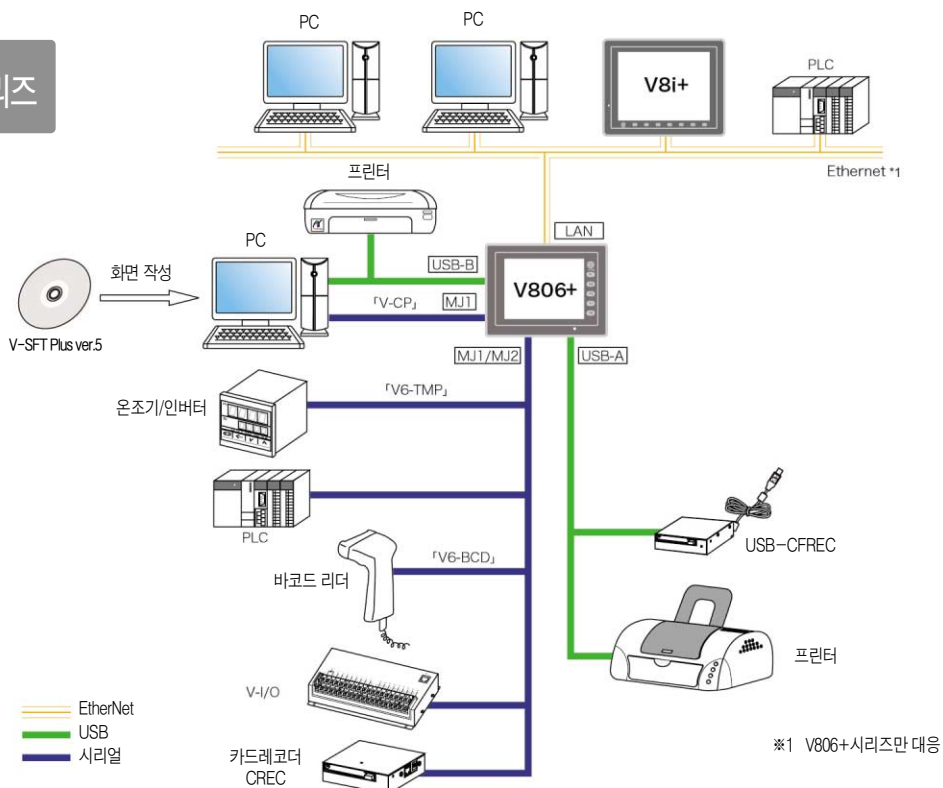 PC
PC
리즈
V8i+
PLC
Ethernet *1
프린터
LAN
PC
USB-B
화면 작성
V806+
「V-CP」
MJ1
V-SFT Plus ver.5
MJ1/MJ2
USB-A
「V6-TMP」
온조기/인버터
PLC
USB-CFREC
「V6-BCD」
바코드 리더
프린터
V-I/O
EtherNet
USB
시리얼
카드레코더
CREC
※1 V806+시리즈만 대응